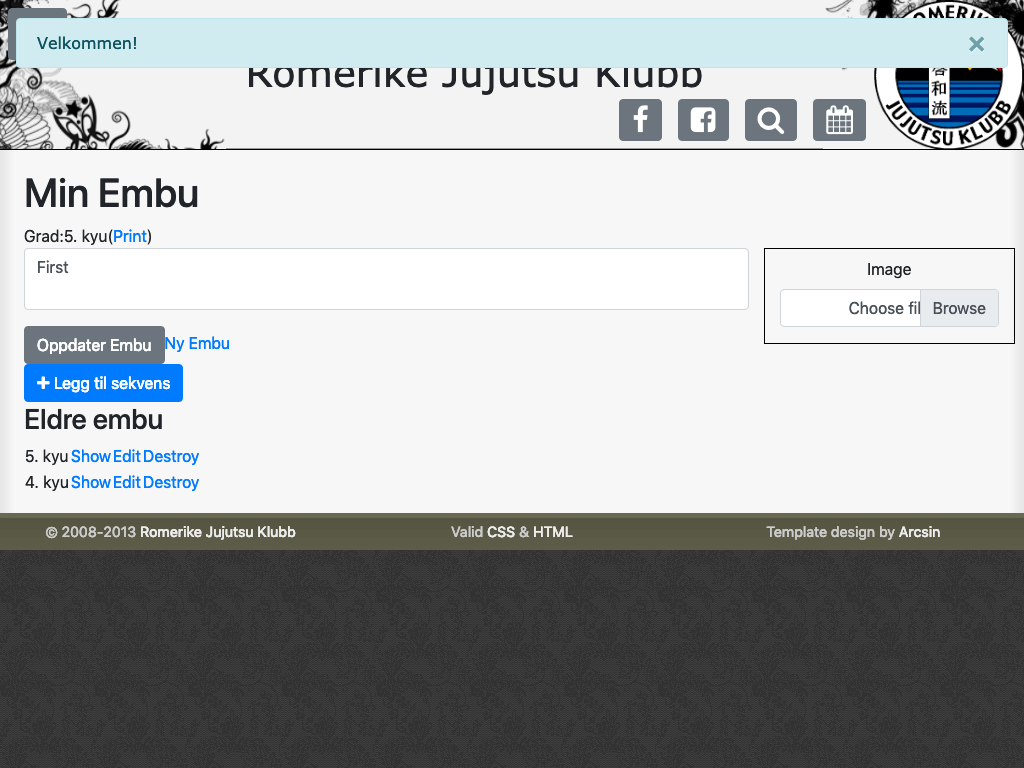 Velkommen!
×
Romerike Jujutsu Klubb
ROMERIKE
和
流
JUJUTSU KLUBB
Min Embu
Grad:5. kyu(Print)
First
Image
Choose fil
Browse
Oppdater Embu Ny Embu
Legg til sekvens
Eldre embu
5. kyu Show Edit Destroy
4. kyu Show Edit Destroy
© 2008-2013 Romerike Jujutsu Klubb
Valid CSS & HTML
Template design by Arcsin